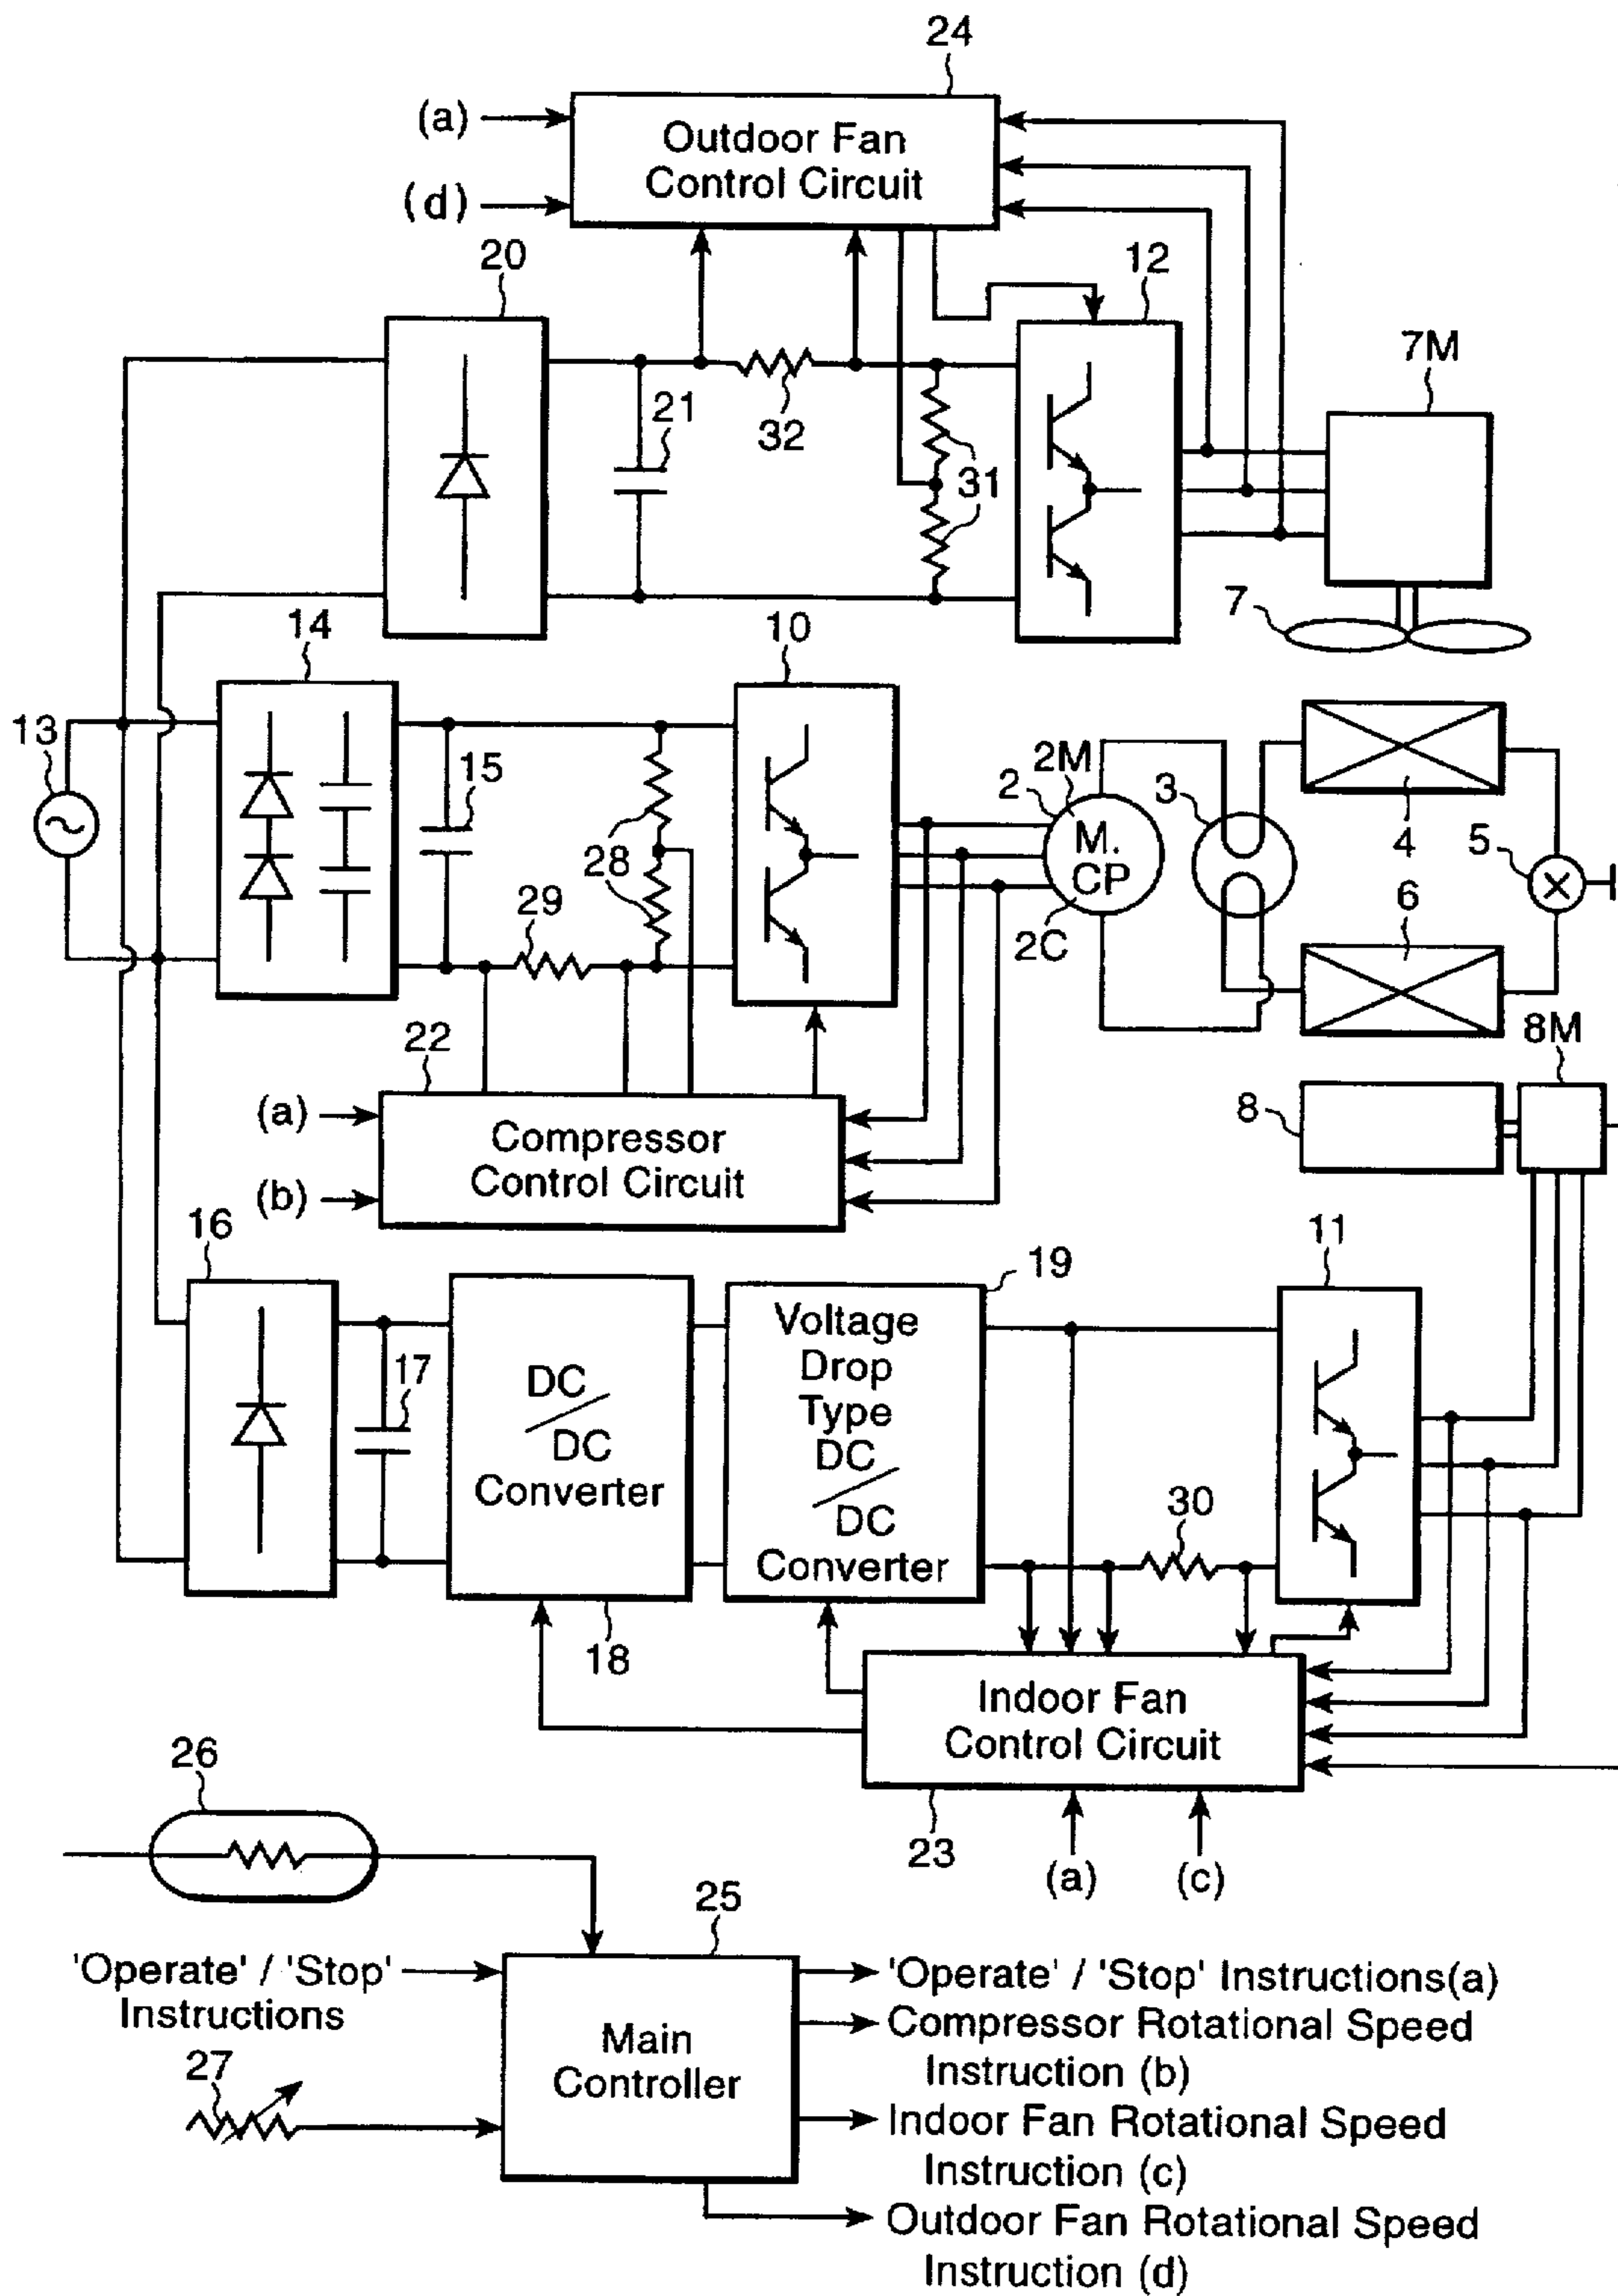 24
(a)
Outdoor Fan
Control Circuit
(d)
20
12
7M
21
32
31
7
14
10
13
15
2M
2
M.
CP
2C
3
4
5
28
29
6
22
8M
(a)
Compressor
Control Circuit
(b)
8
16
19
11
Voltage
Drop
Type
DC
DC
Converter
17
DC
DC
Converter
30
18
Indoor Fan
Control Circuit
26
23
(a)
(c)
25
'Operate' / 'Stop'
Instructions
27
Main
Controller
'Operate' / 'Stop' Instructions(a)
Compressor Rotational Speed
Instruction (b)
Indoor Fan Rotational Speed
Instruction (c)
Outdoor Fan Rotational Speed
Instruction (d)